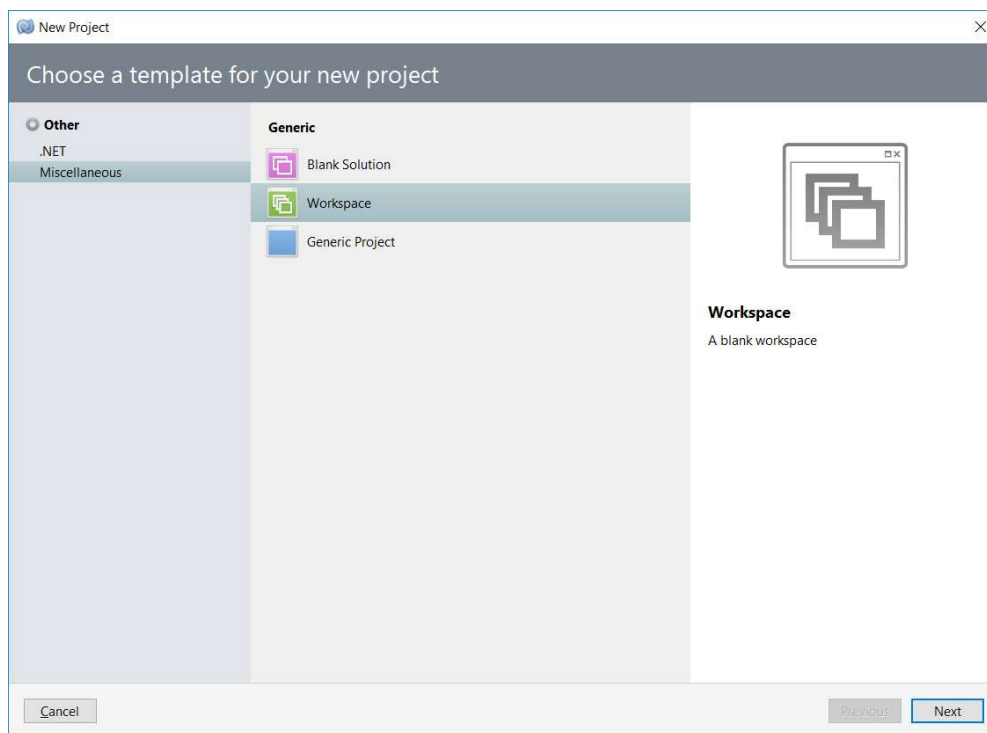 New Project
Choose a template for your new project
Other
.NET
Miscellaneous
Generic
Blank Solution
Workspace
Generic Project
Workspace
A blank workspace
Cancel
Previous
Next